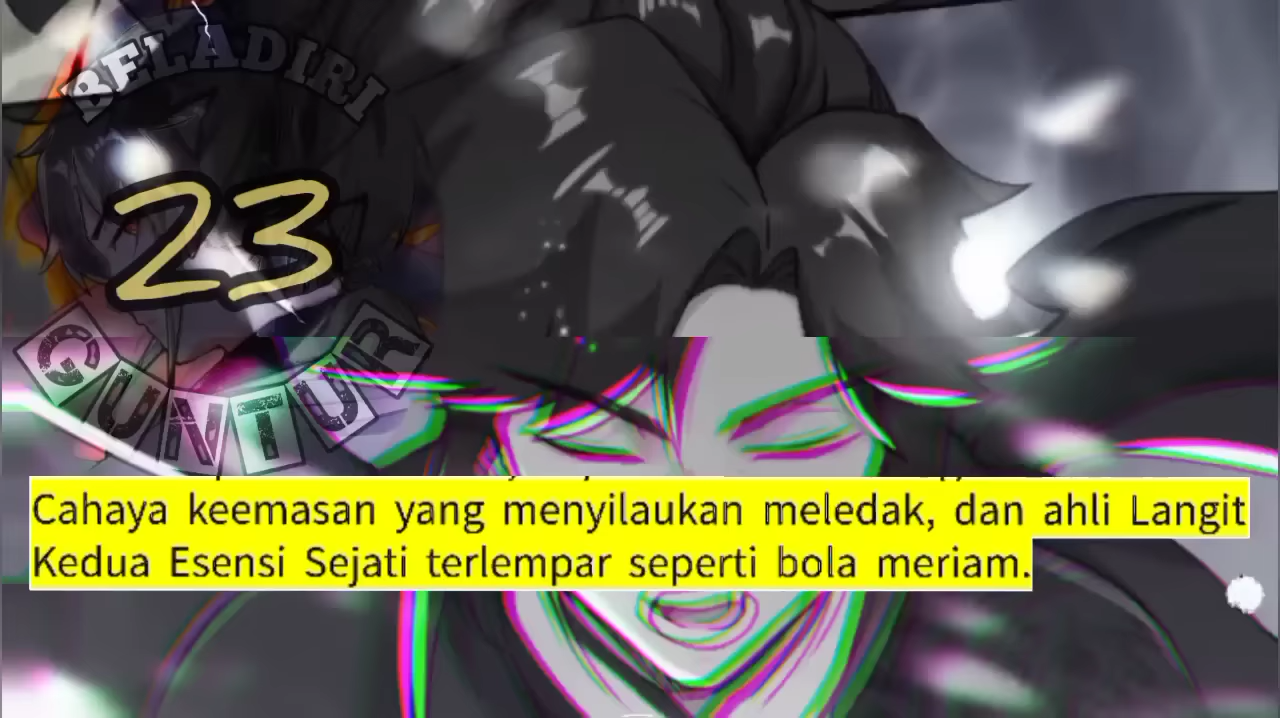 BELADIRI
23
GUNTUR
Cahaya keemasan yang menyilaukan meledak, dan ahli Langit
Kedua Esensi Sejati terlempar seperti bola meriam.